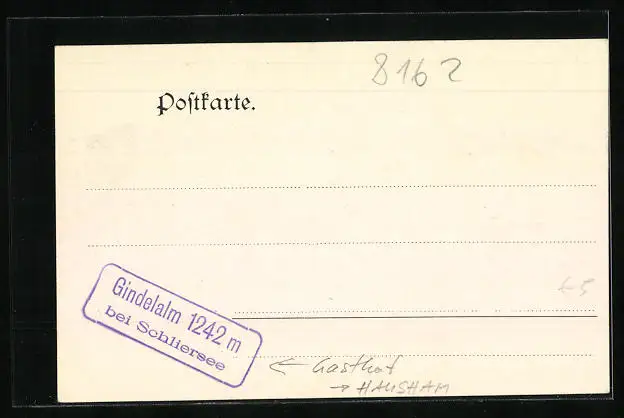 8162
Postkarte.
Gindelalm 1242 m
bei Schliersee
← Gasthof
→ HAUSHAM